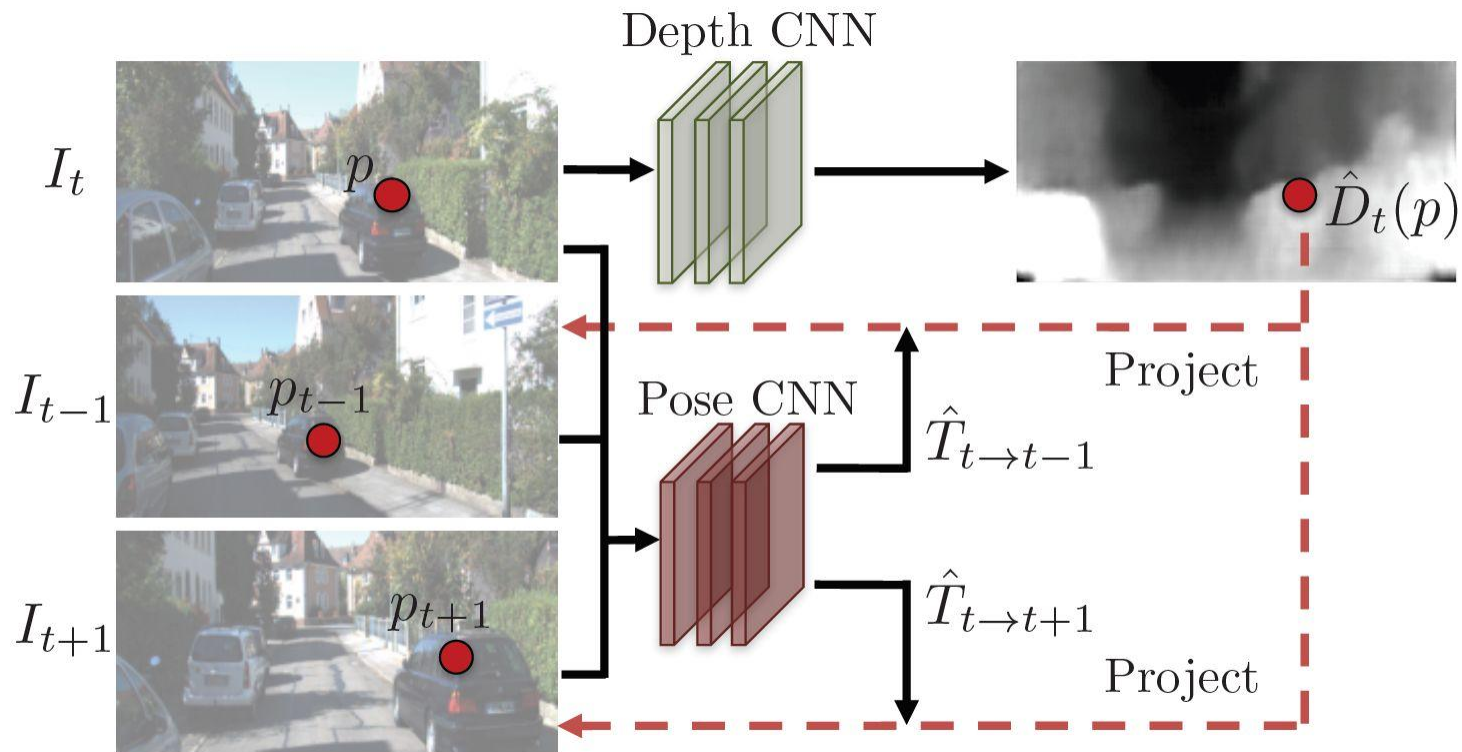 Depth CNN
I_t
p
D̂_t(p)
I_{t−1}
p_{t−1}
Project
Pose CNN
T̂_{t→t−1}
I_{t+1}
p_{t+1}
T̂_{t→t+1}
Project